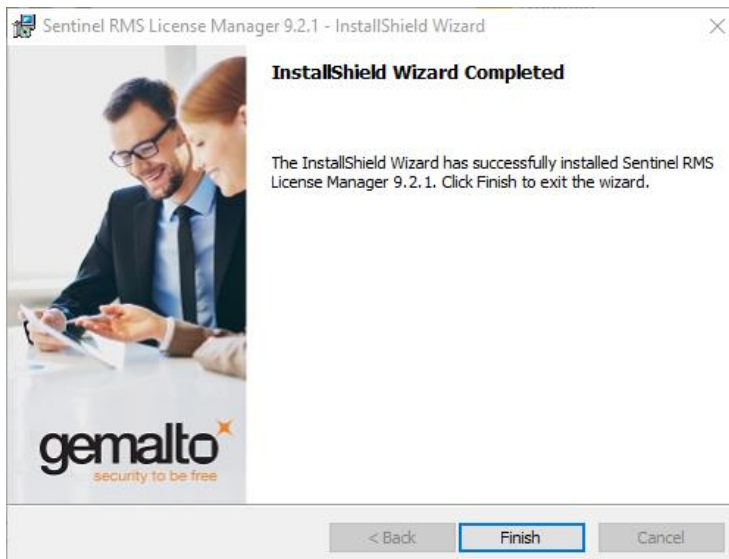 Sentinel RMS License Manager 9.2.1 - InstallShield Wizard
InstallShield Wizard Completed
The InstallShield Wizard has successfully installed Sentinel RMS
License Manager 9.2.1. Click Finish to exit the wizard.
gemalto
security to be free
< Back
Finish
Cancel